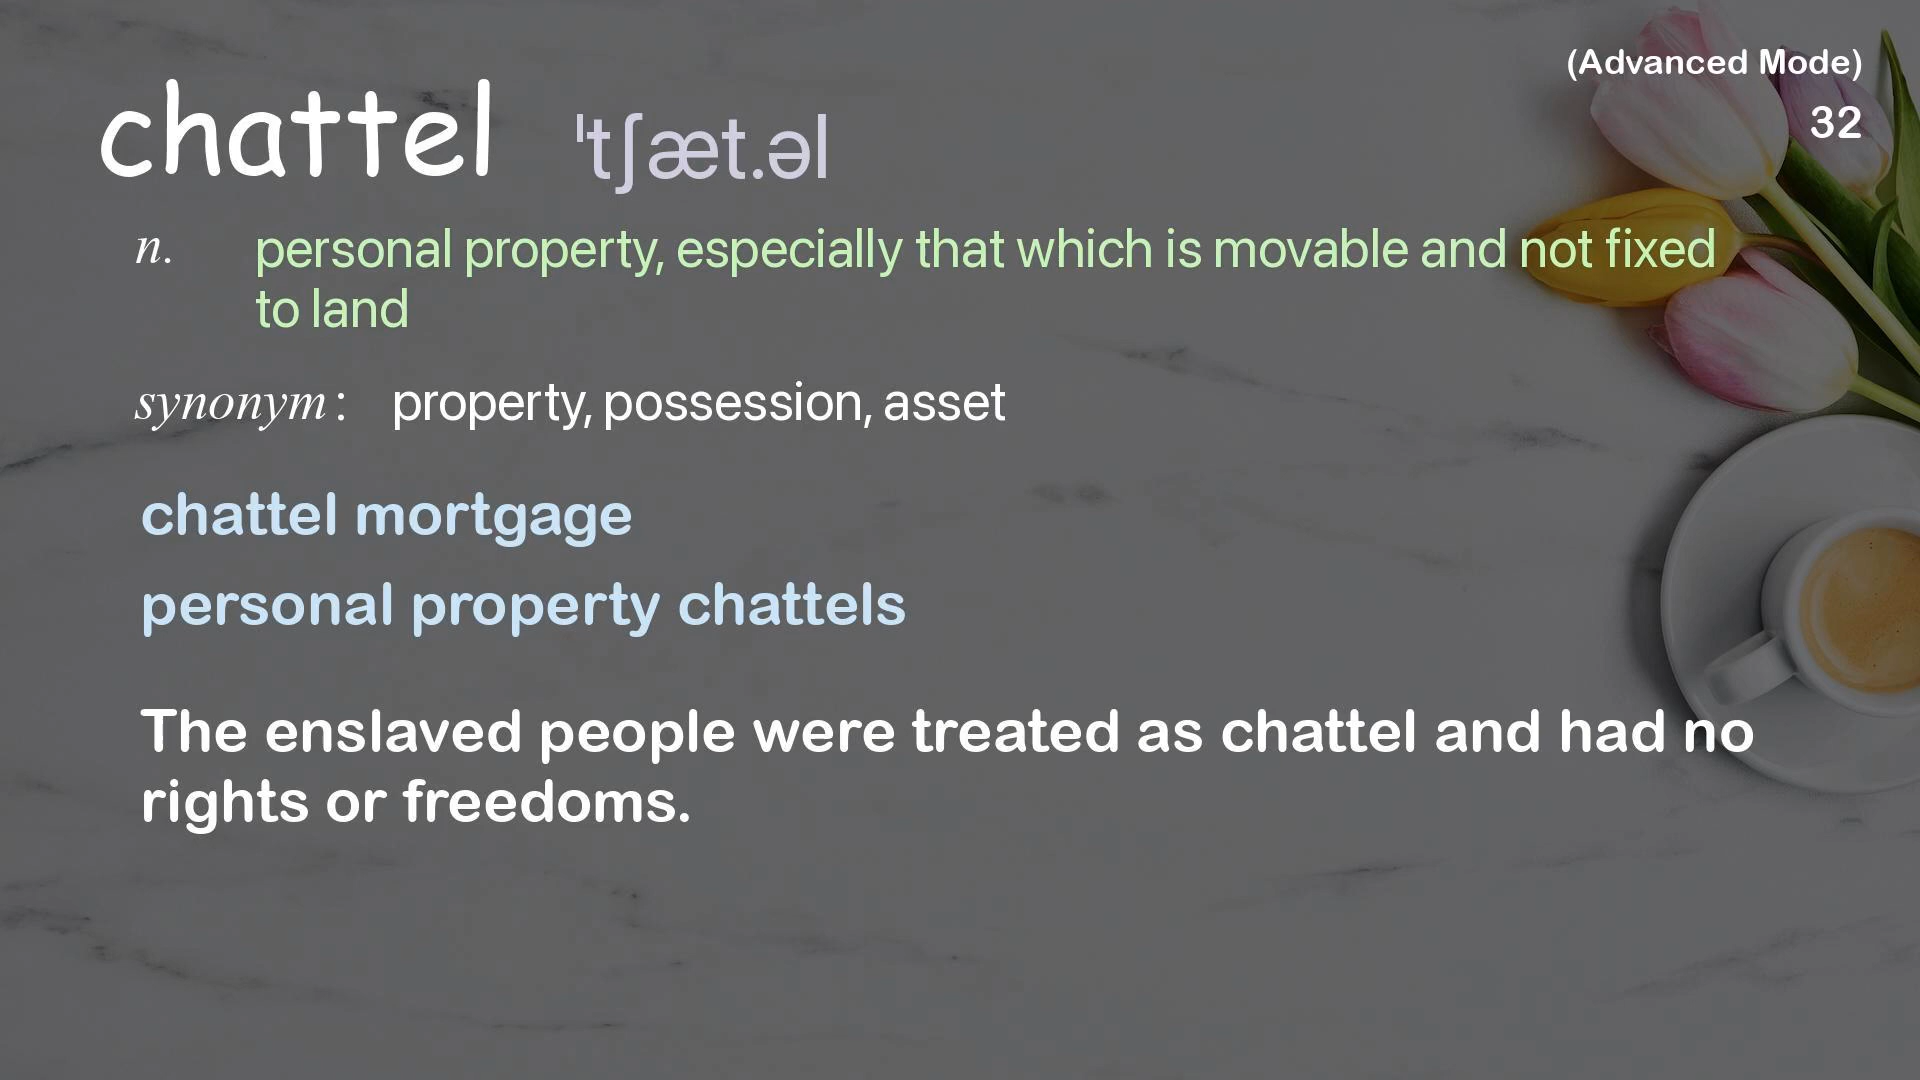 (Advanced Mode)
32
chattel ˈtʃæt.əl
n. personal property, especially that which is movable and not fixed
to land
synonym : property, possession, asset
chattel mortgage
personal property chattels
The enslaved people were treated as chattel and had no
rights or freedoms.